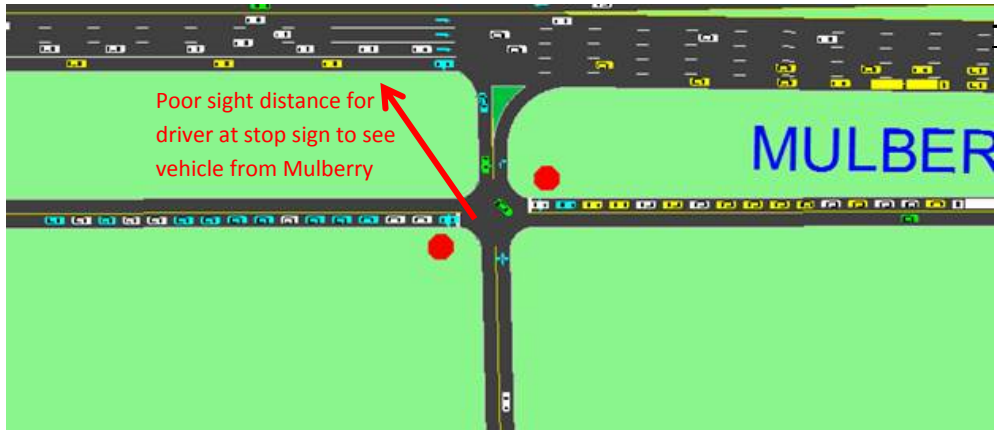 Poor sight distance for
driver at stop sign to see
vehicle from Mulberry
MULBER